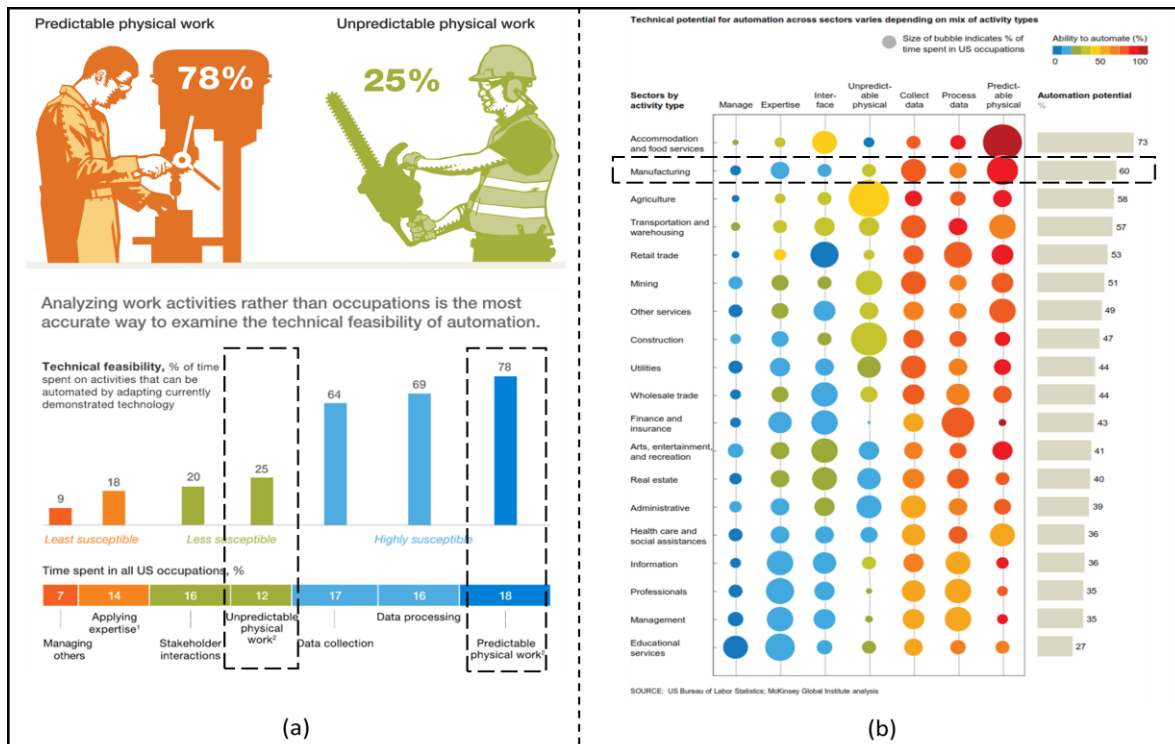 Predictable physical work
Unpredictable physical work
78%
25%
Analyzing work activities rather than occupations is the most
accurate way to examine the technical feasibility of automation.
Technical feasibility, % of time
spent on activities that can be
automated by adapting currently
demonstrated technology
9
18
20
25
64
69
78
Least susceptible
Less susceptible
Highly susceptible
Time spent in all US occupations, %
7
14
16
12
17
16
18
Managing
others
Applying
expertise¹
Stakeholder
interactions
Unpredictable
physical
work²
Data collection
Data processing
Predictable
physical work²
(a)
Technical potential for automation across sectors varies depending on mix of activity types
Size of bubble indicates % of
time spent in US occupations
Ability to automate (%)
0 50 100
Sectors by
activity type
Manage
Expertise
Inter-
face
Unpredict-
able
physical
Collect
data
Process
data
Predict-
able
physical
Automation potential
%
Accommodation
and food services
73
Manufacturing
60
Agriculture
58
Transportation and
warehousing
57
Retail trade
53
Mining
51
Other services
49
Construction
47
Utilities
44
Wholesale trade
44
Finance and
insurance
43
Arts, entertainment,
and recreation
41
Real estate
40
Administrative
39
Health care and
social assistances
36
Information
36
Professionals
35
Management
35
Educational
services
27
SOURCE: US Bureau of Labor Statistics; McKinsey Global Institute analysis
(b)